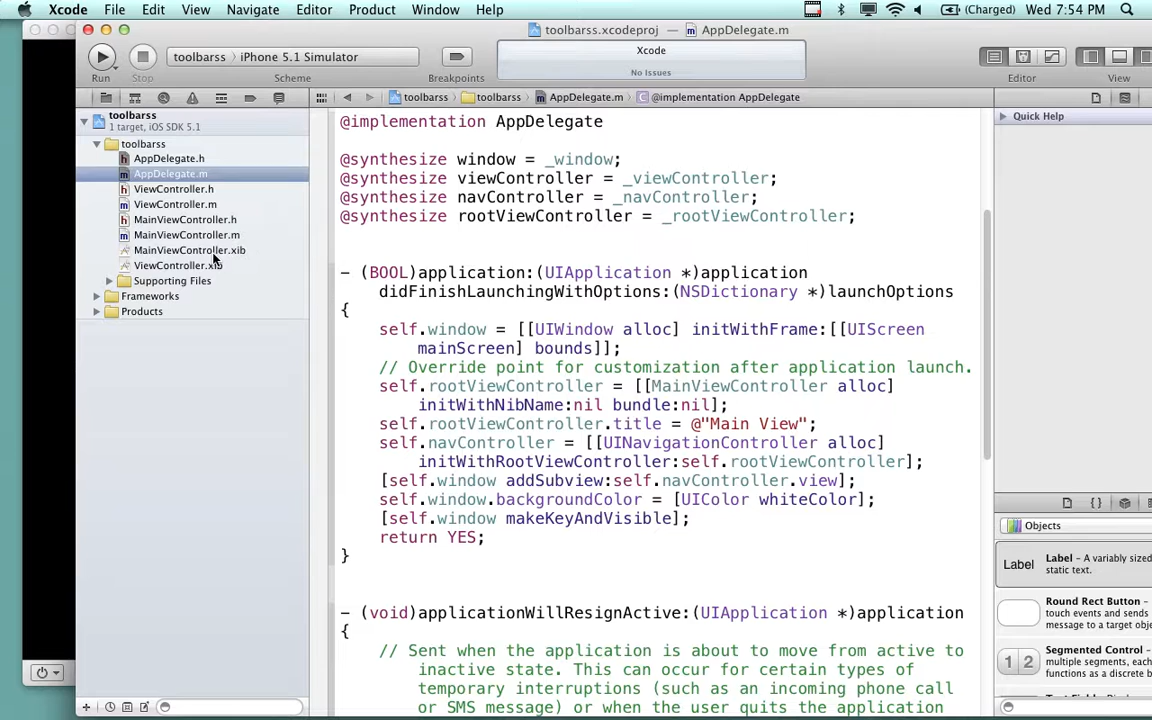 Xcode File Edit View Navigate Editor Product Window Help (Charged) Wed 7:54 PM
toolbarss.xcodeproj › AppDelegate.m
toolbarss › iPhone 5.1 Simulator
Xcode
No Issues
Run Stop Scheme Breakpoints Editor View
toolbarss › toolbarss › AppDelegate.m › C @implementation AppDelegate
toolbarss
1 target, iOS SDK 5.1
toolbarss
h AppDelegate.h
m AppDelegate.m
h ViewController.h
m ViewController.m
h MainViewController.h
m MainViewController.m
MainViewController.xib
ViewController.xib
Supporting Files
Frameworks
Products
@implementation AppDelegate
@synthesize window = _window;
@synthesize viewController = _viewController;
@synthesize navController = _navController;
@synthesize rootViewController = _rootViewController;
- (BOOL)application:(UIApplication *)application
didFinishLaunchingWithOptions:(NSDictionary *)launchOptions
{
self.window = [[UIWindow alloc] initWithFrame:[[UIScreen
mainScreen] bounds]];
// Override point for customization after application launch.
self.rootViewController = [[MainViewController alloc]
initWithNibName:nil bundle:nil];
self.rootViewController.title = @"Main View";
self.navController = [[UINavigationController alloc]
initWithRootViewController:self.rootViewController];
[self.window addSubview:self.navController.view];
self.window.backgroundColor = [UIColor whiteColor];
[self.window makeKeyAndVisible];
return YES;
}
- (void)applicationWillResignActive:(UIApplication *)application
{
// Sent when the application is about to move from active to
inactive state. This can occur for certain types of
temporary interruptions (such as an incoming phone call
or SMS message) or when the user quits the application
Quick Help
{ }
Objects
Label
Label - A variably sized
static text.
Round Rect Button -
touch events and sends
message to a target obje
1 2
Segmented Control -
multiple segments, each
functions as a discrete b